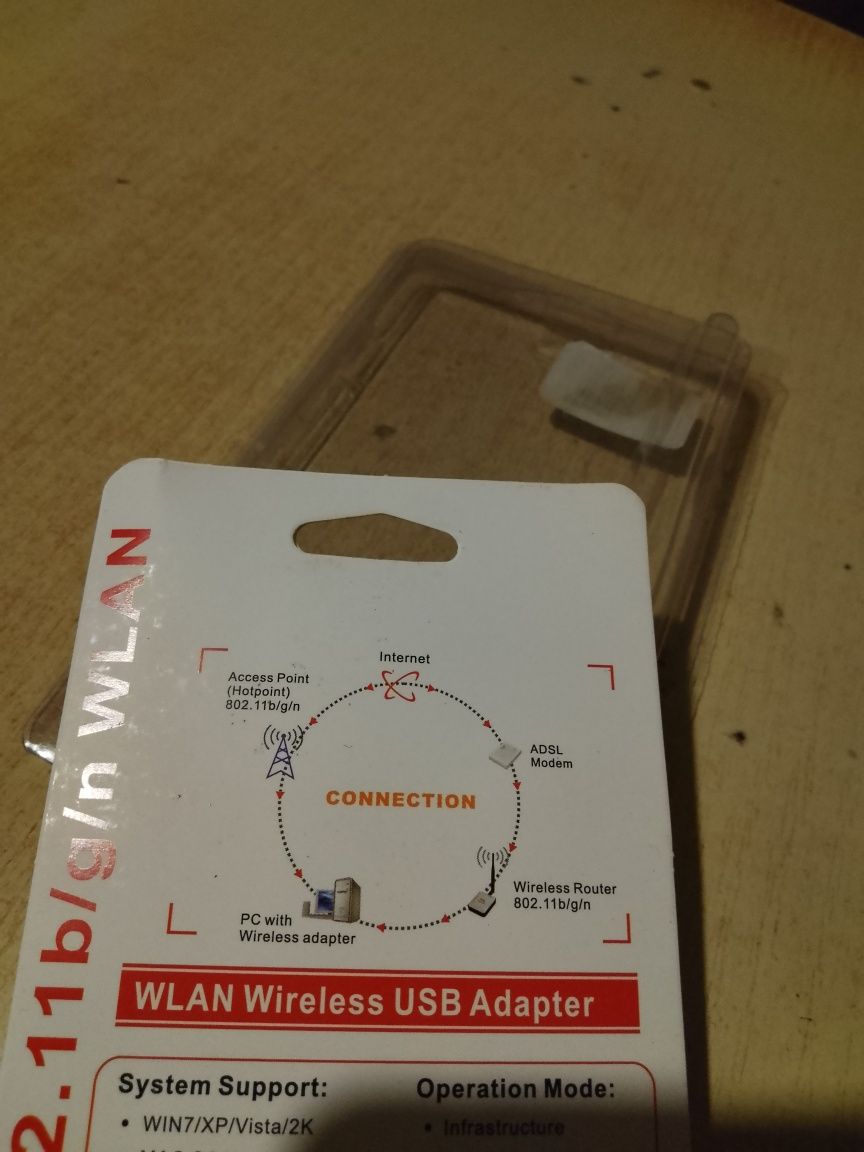 2.11b/g/n WLAN
Internet
Access Point
(Hotpoint)
802.11b/g/n
ADSL
Modem
CONNECTION
Wireless Router
802.11b/g/n
PC with
Wireless adapter
WLAN Wireless USB Adapter
System Support:
• WIN7/XP/Vista/2K
Operation Mode:
• Infrastructure